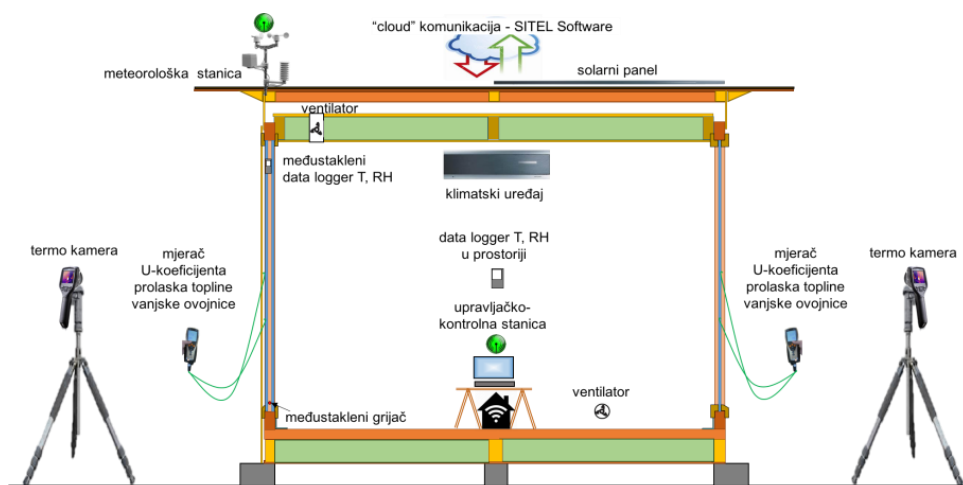 “cloud” komunikacija - SITEL Software
meteorološka stanica
solarni panel
ventilator
međustakleni
data logger T, RH
klimatski uređaj
termo kamera
mjerač
U-koeficijenta
prolaska topline
vanjske ovojnice
data logger T, RH
u prostoriji
upravljačko-
kontrolna stanica
mjerač
U-koeficijenta
prolaska topline
vanjske ovojnice
termo kamera
ventilator
međustakleni grijač